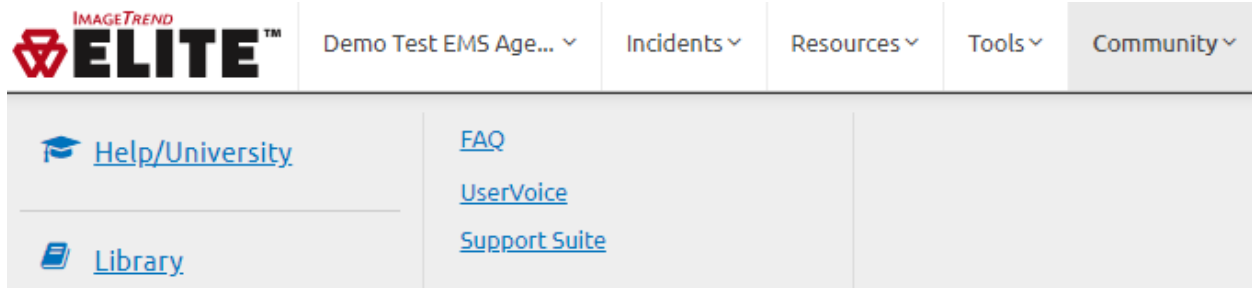 IMAGETREND
ELITE™
Demo Test EMS Age... Incidents Resources Tools Community
Help/University
Library
FAQ
UserVoice
Support Suite